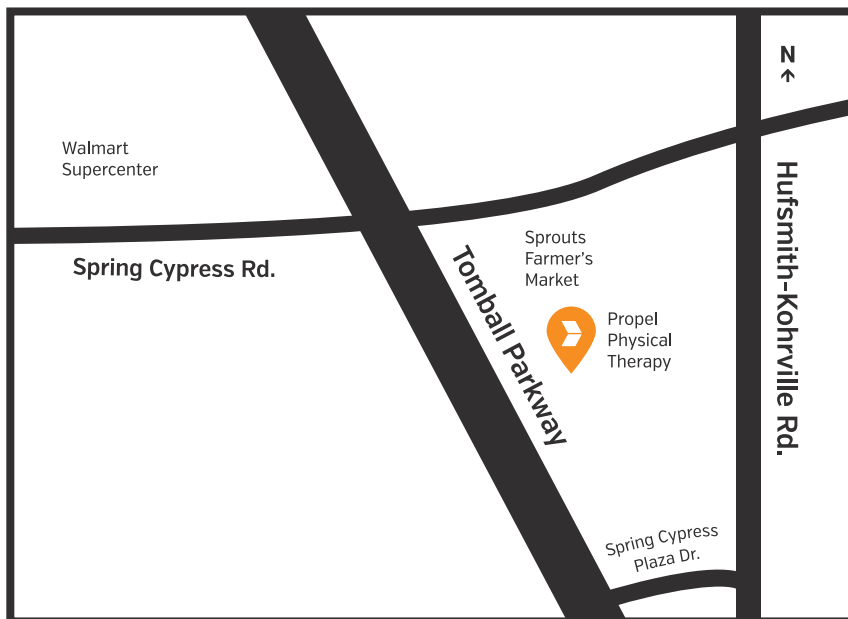 N
Walmart
Supercenter
Hufsmith-Kohrville Rd.
Sprouts
Farmer's
Market
Spring Cypress Rd.
Tomball Parkway
Propel
Physical
Therapy
Spring Cypress
Plaza Dr.